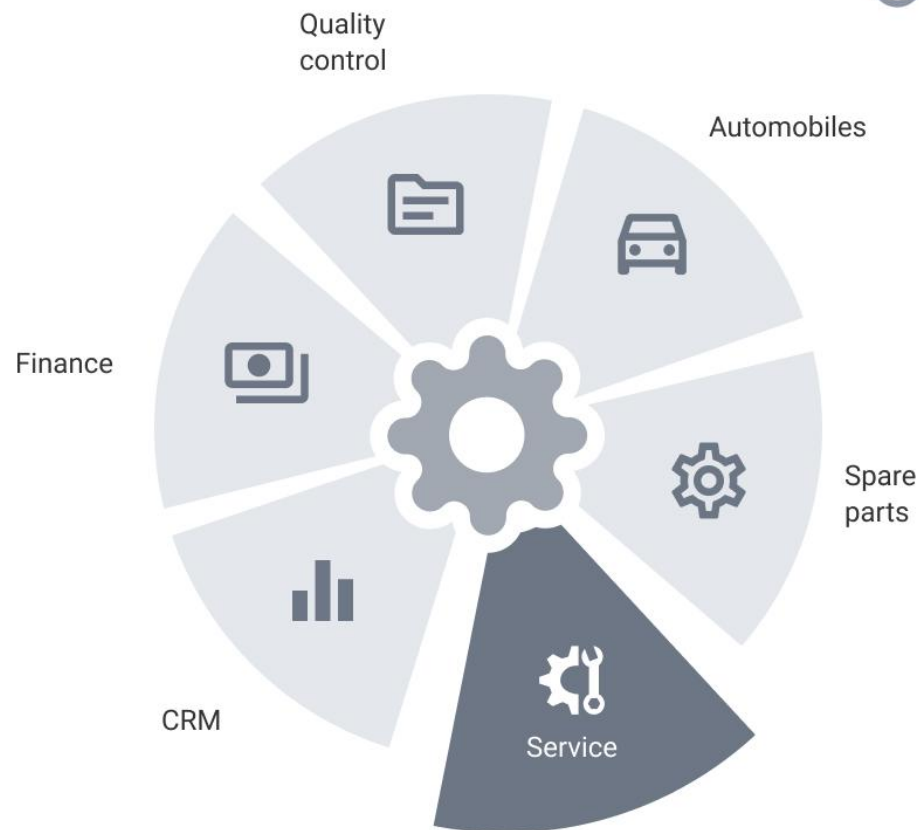 Quality
control
Automobiles
Finance
Spare
parts
CRM
Service